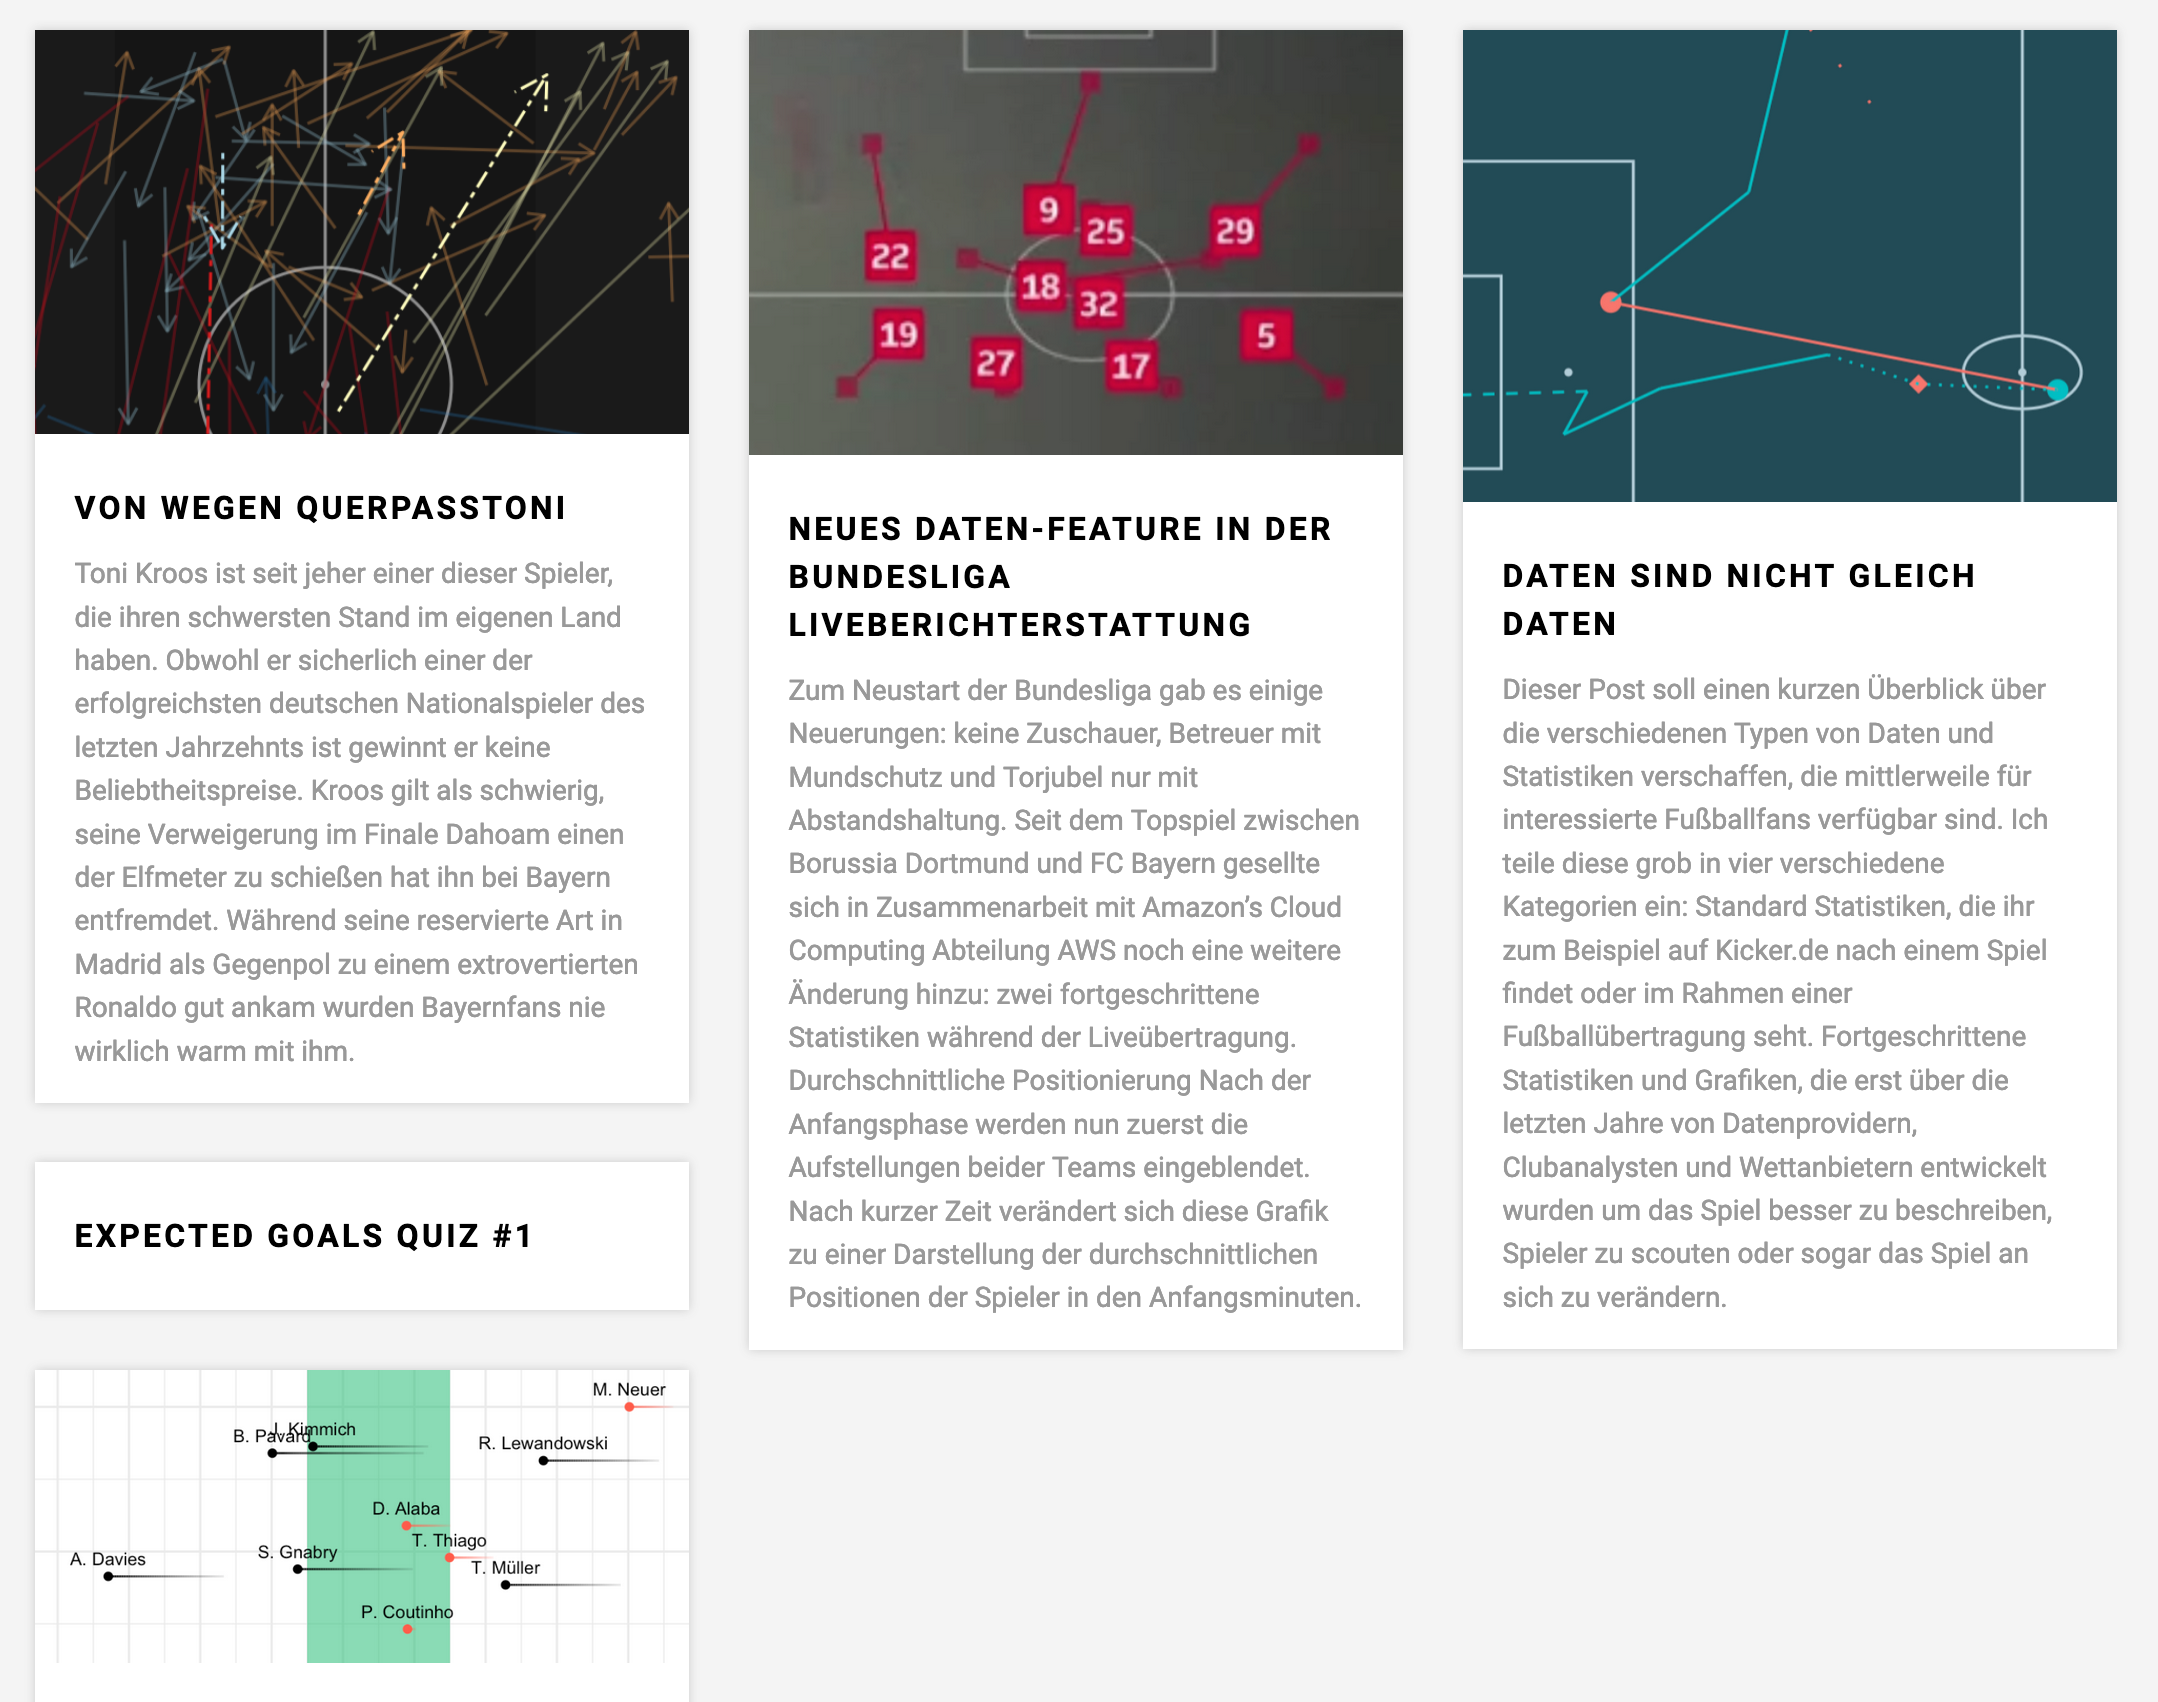 VON WEGEN QUERPASSTONI
Toni Kroos ist seit jeher einer dieser Spieler,
die ihren schwersten Stand im eigenen Land
haben. Obwohl er sicherlich einer der
erfolgreichsten deutschen Nationalspieler des
letzten Jahrzehnts ist gewinnt er keine
Beliebtheitspreise. Kroos gilt als schwierig,
seine Verweigerung im Finale Dahoam einen
der Elfmeter zu schießen hat ihn bei Bayern
entfremdet. Während seine reservierte Art in
Madrid als Gegenpol zu einem extrovertierten
Ronaldo gut ankam wurden Bayernfans nie
wirklich warm mit ihm.
EXPECTED GOALS QUIZ #1
M. Neuer
J. Kimmich
B. Pavard
R. Lewandowski
D. Alaba
T. Thiago
S. Gnabry
A. Davies
T. Müller
P. Coutinho
9
25
29
22
18
32
19
5
27
17
NEUES DATEN-FEATURE IN DER
BUNDESLIGA
LIVEBERICHTERSTATTUNG
Zum Neustart der Bundesliga gab es einige
Neuerungen: keine Zuschauer, Betreuer mit
Mundschutz und Torjubel nur mit
Abstandshaltung. Seit dem Topspiel zwischen
Borussia Dortmund und FC Bayern gesellte
sich in Zusammenarbeit mit Amazon’s Cloud
Computing Abteilung AWS noch eine weitere
Änderung hinzu: zwei fortgeschrittene
Statistiken während der Liveübertragung.
Durchschnittliche Positionierung Nach der
Anfangsphase werden nun zuerst die
Aufstellungen beider Teams eingeblendet.
Nach kurzer Zeit verändert sich diese Grafik
zu einer Darstellung der durchschnittlichen
Positionen der Spieler in den Anfangsminuten.
DATEN SIND NICHT GLEICH
DATEN
Dieser Post soll einen kurzen Überblick über
die verschiedenen Typen von Daten und
Statistiken verschaffen, die mittlerweile für
interessierte Fußballfans verfügbar sind. Ich
teile diese grob in vier verschiedene
Kategorien ein: Standard Statistiken, die ihr
zum Beispiel auf Kicker.de nach einem Spiel
findet oder im Rahmen einer
Fußballübertragung seht. Fortgeschrittene
Statistiken und Grafiken, die erst über die
letzten Jahre von Datenprovidern,
Clubanalysten und Wettanbietern entwickelt
wurden um das Spiel besser zu beschreiben,
Spieler zu scouten oder sogar das Spiel an
sich zu verändern.